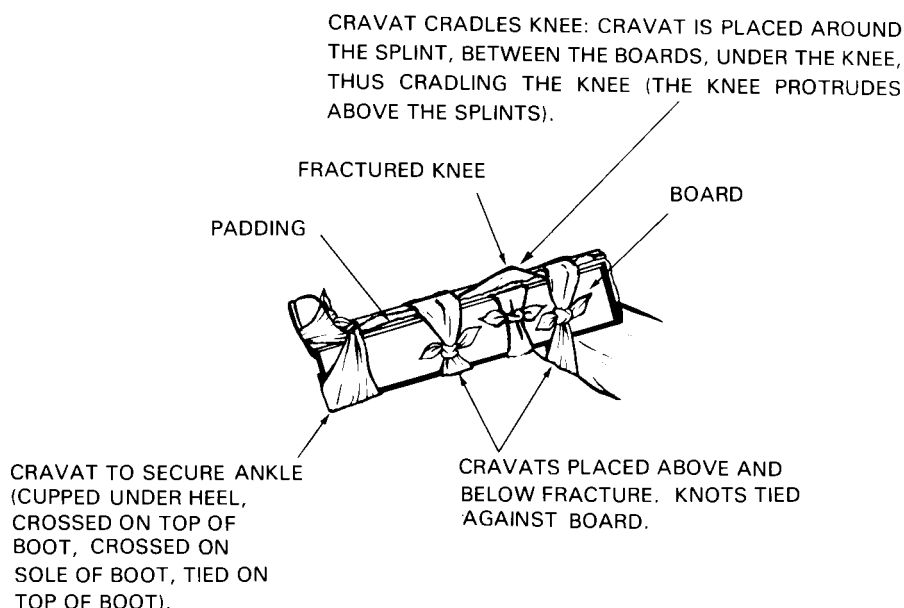 CRAVAT CRADLES KNEE: CRAVAT IS PLACED AROUND
THE SPLINT, BETWEEN THE BOARDS, UNDER THE KNEE,
THUS CRADLING THE KNEE (THE KNEE PROTRUDES
ABOVE THE SPLINTS).
FRACTURED KNEE
BOARD
PADDING
CRAVAT TO SECURE ANKLE
(CUPPED UNDER HEEL,
CROSSED ON TOP OF
BOOT, CROSSED ON
SOLE OF BOOT, TIED ON
TOP OF BOOT).
CRAVATS PLACED ABOVE AND
BELOW FRACTURE. KNOTS TIED
AGAINST BOARD.